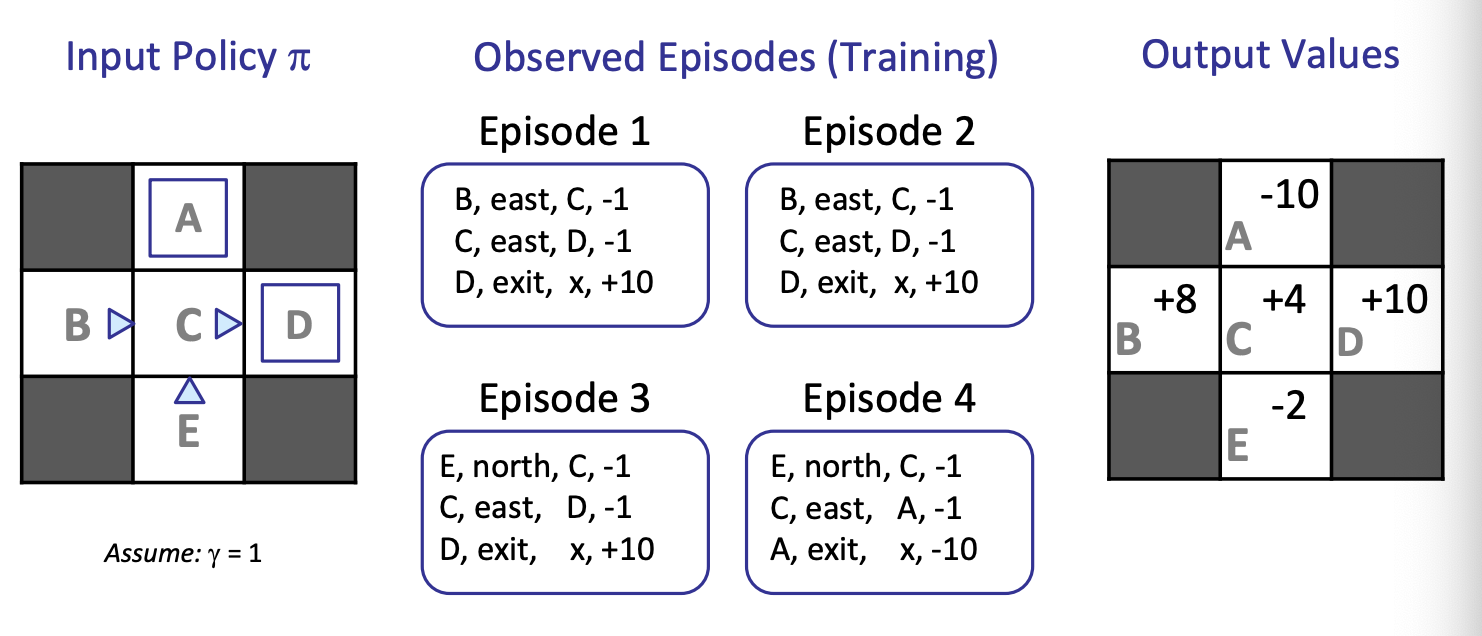 Input Policy π
A
B C D
E
Assume: γ = 1
Observed Episodes (Training)
Episode 1
B, east, C, -1
C, east, D, -1
D, exit, x, +10
Episode 2
B, east, C, -1
C, east, D, -1
D, exit, x, +10
Episode 3
E, north, C, -1
C, east, D, -1
D, exit, x, +10
Episode 4
E, north, C, -1
C, east, A, -1
A, exit, x, -10
Output Values
-10
A
+8 +4 +10
B C D
-2
E